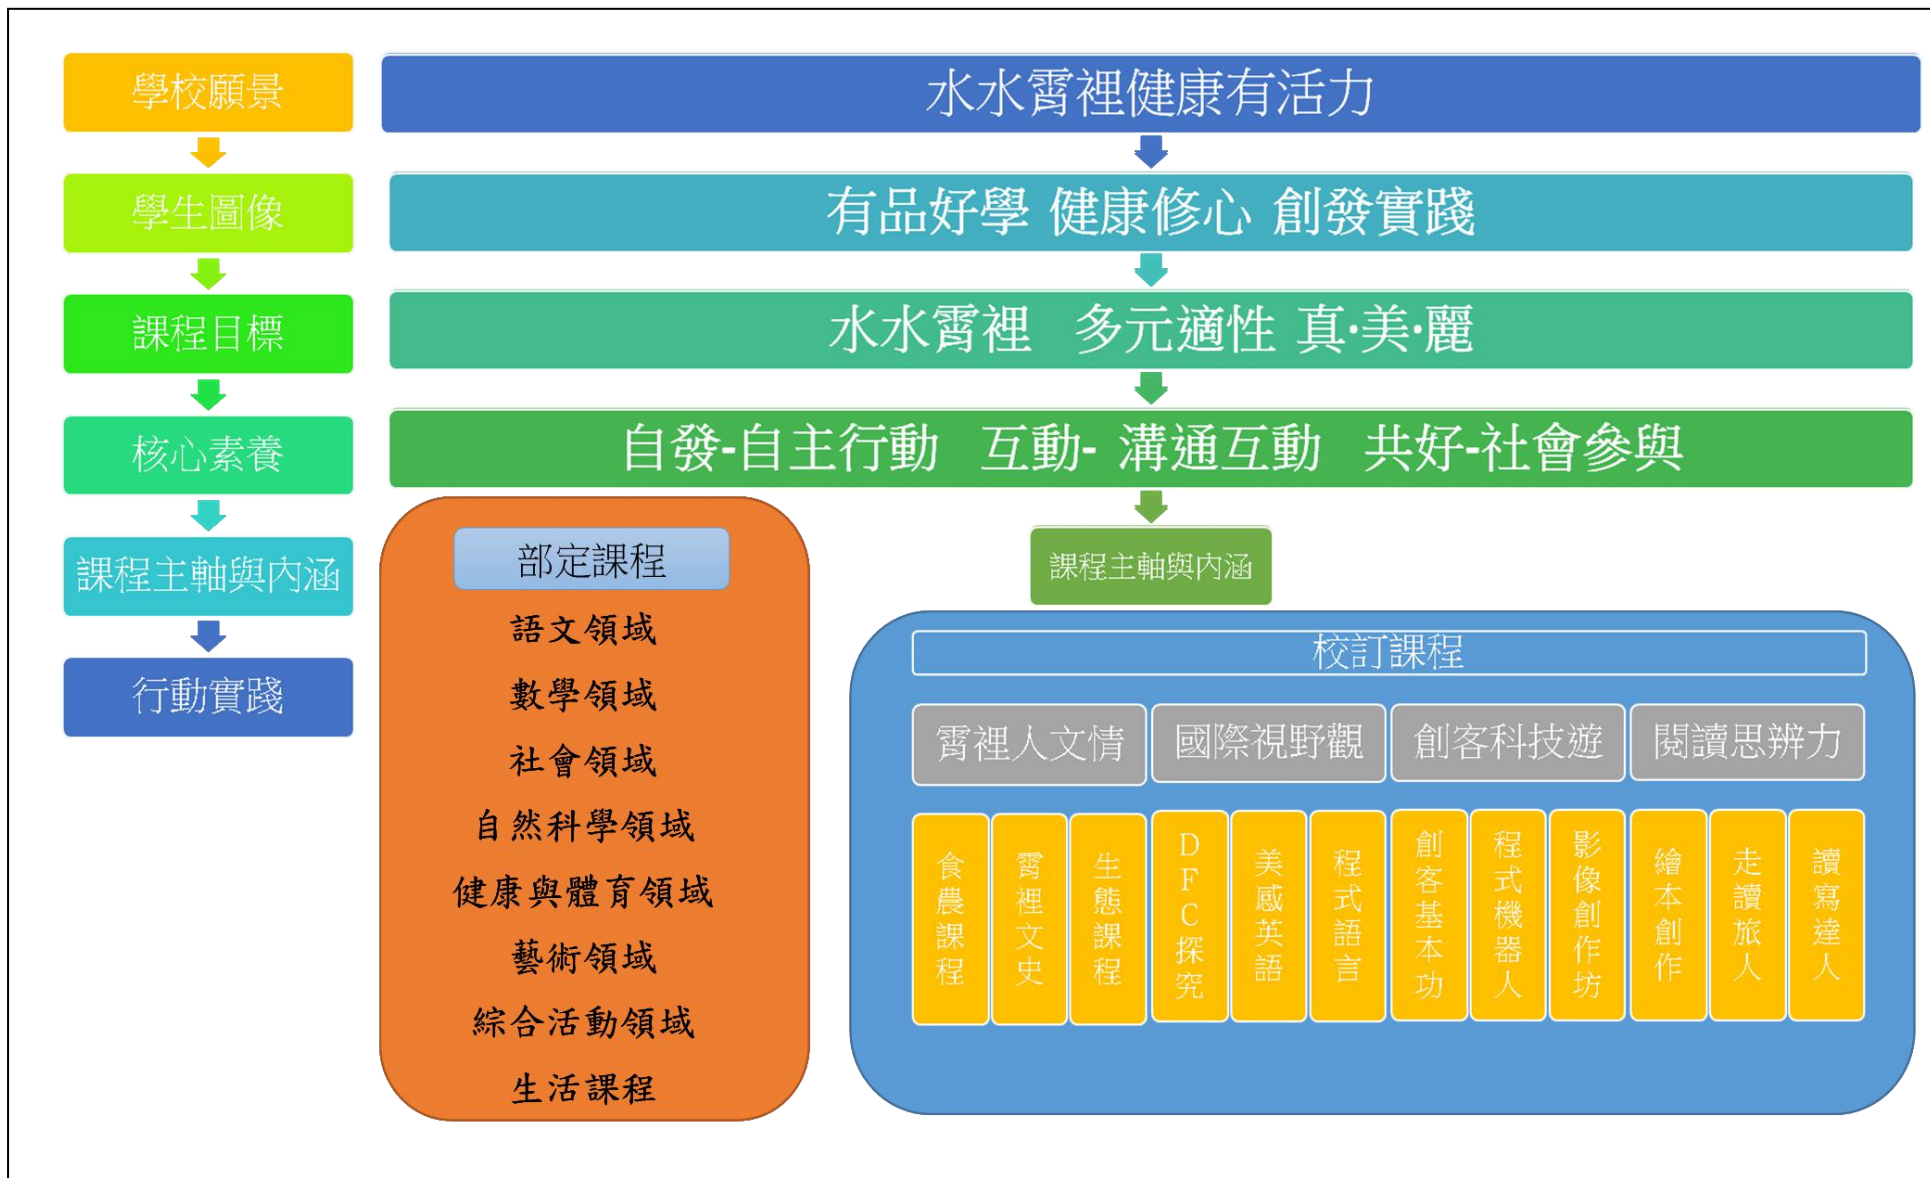 學校願景
水水霄裡健康有活力
學生圖像
有品好學 健康修心 創發實踐
課程目標
水水霄裡 多元適性 真·美·麗
核心素養
自發-自主行動 互動- 溝通互動 共好-社會參與
課程主軸與內涵
行動實踐
部定課程
語文領域
數學領域
社會領域
自然科學領域
健康與體育領域
藝術領域
綜合活動領域
生活課程
課程主軸與內涵
校訂課程
霄裡人文情
國際視野觀
創客科技遊
閱讀思辨力
食農課程
霄裡文史
生態課程
DFC探究
美感英語
程式語言
創客基本功
程式機器人
影像創作坊
繪本創作
走讀旅人
讀寫達人